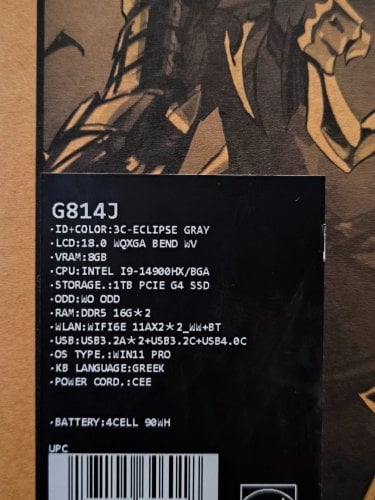 G814J
·ID+COLOR:3C-ECLIPSE GRAY
·LCD:18.0 WQXGA BEND WV
·VRAM:8GB
·CPU:INTEL I9-14900HX/BGA
·STORAGE.:1TB PCIE G4 SSD
·ODD:WO ODD
·RAM:DDR5 16G*2
·WLAN:WIFI6E 11AX2*2_WW+BT
·USB:USB3.2A*2+USB3.2C+USB4.0C
·OS TYPE.:WIN11 PRO
·KB LANGUAGE:GREEK
·POWER CORD.:CEE
·BATTERY:4CELL 90WH
UPC